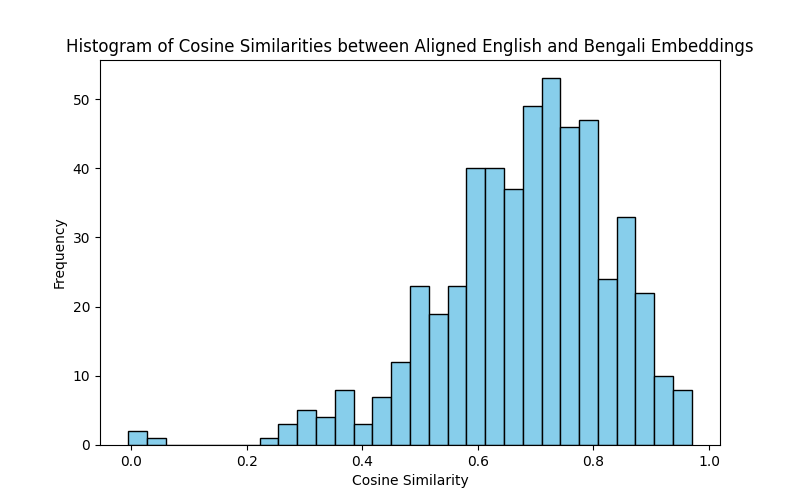 Histogram of Cosine Similarities between Aligned English and Bengali Embeddings
50
40
30
20
10
0
Frequency
0.0 0.2 0.4 0.6 0.8 1.0
Cosine Similarity